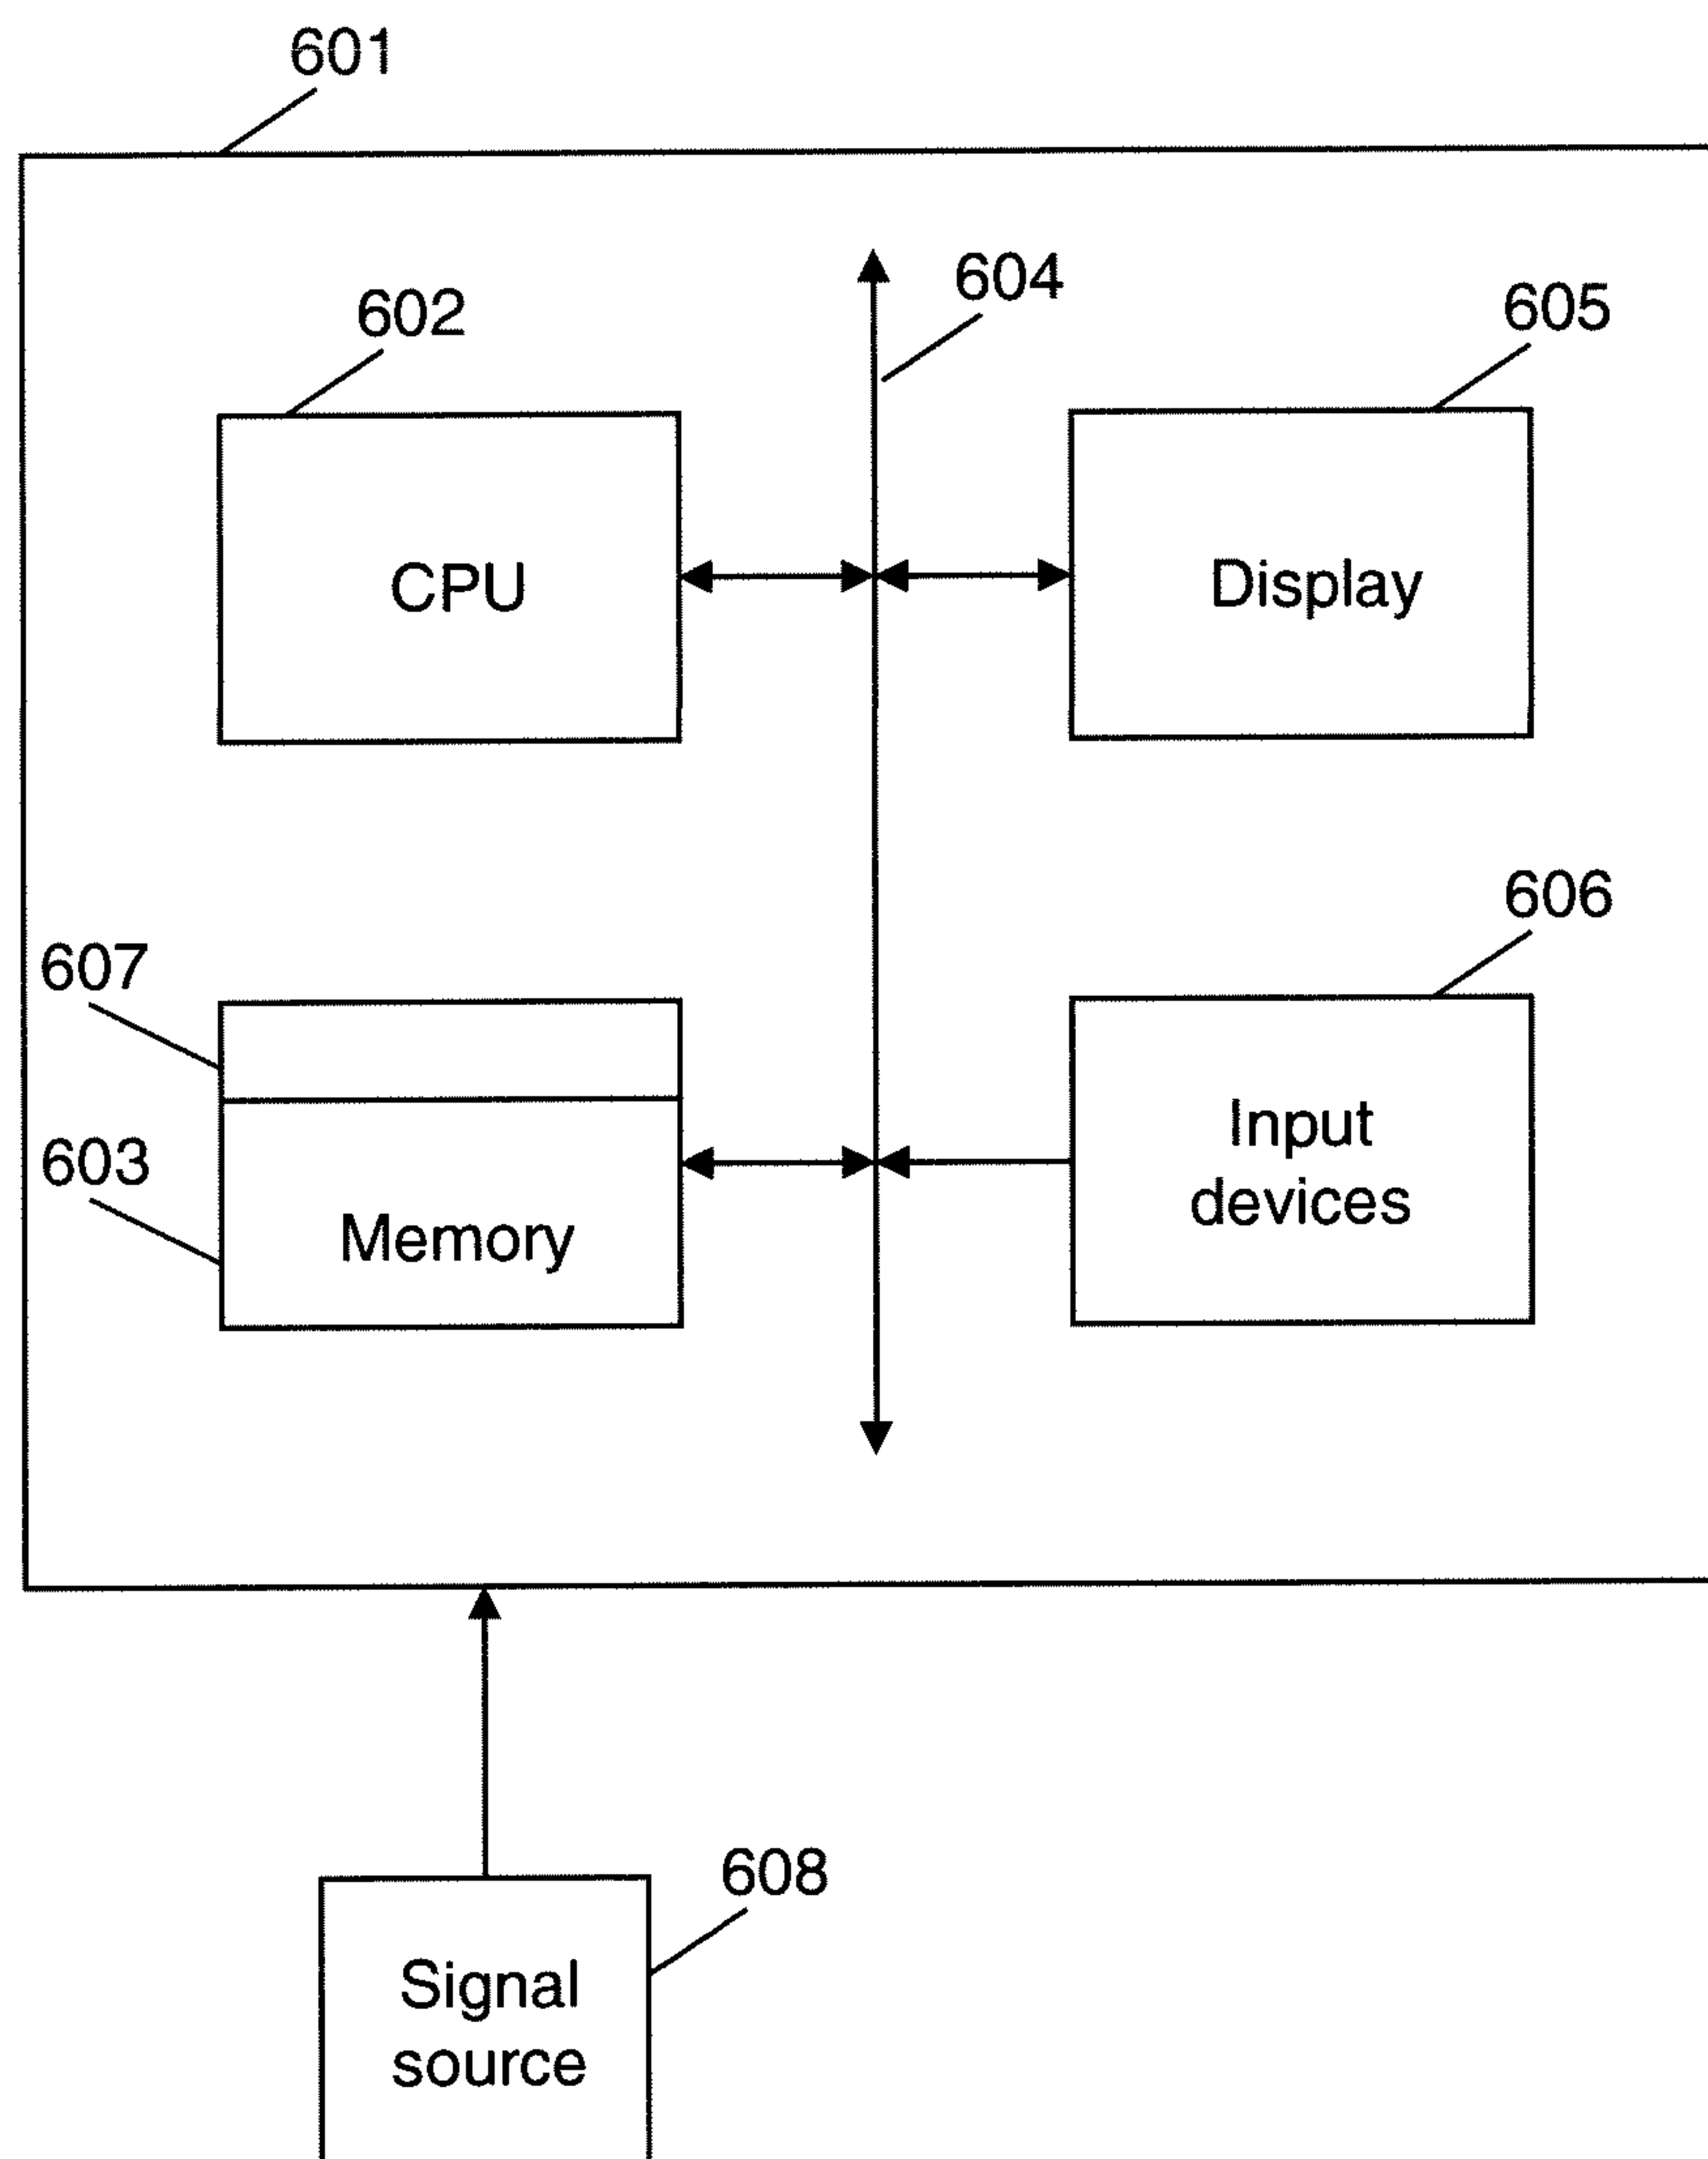 601
602
604
605
CPU
Display
607
606
603
Memory
Input
devices
608
Signal
source